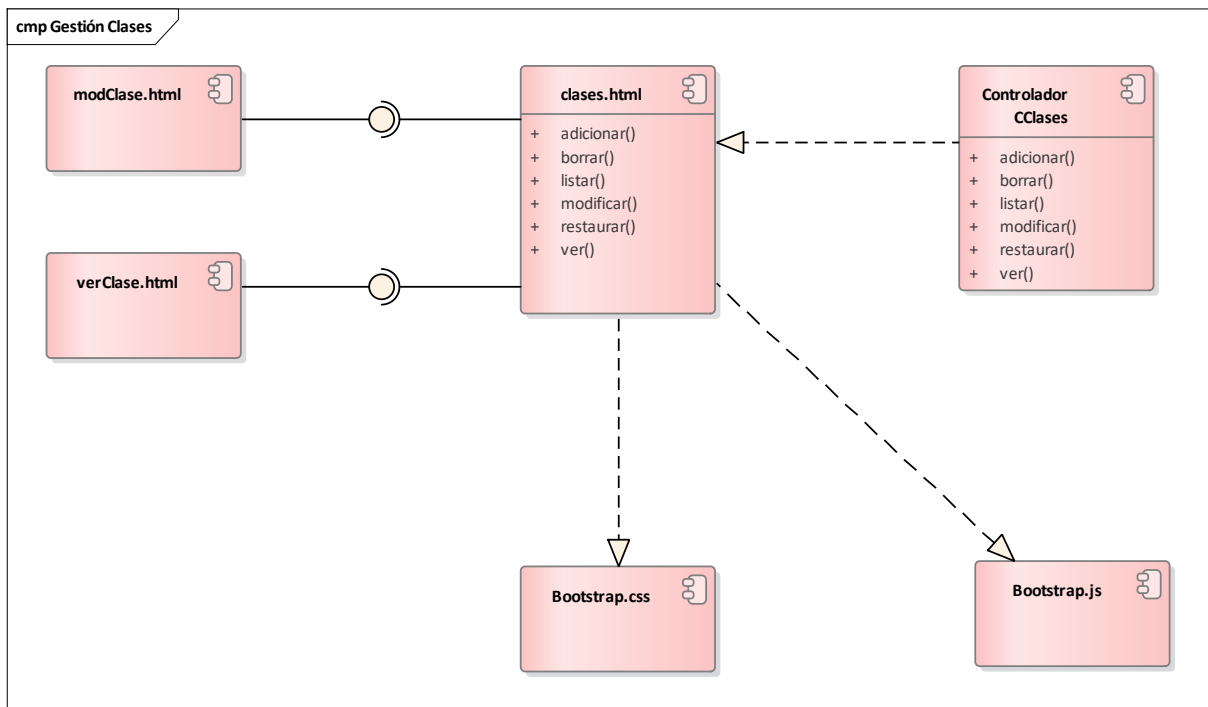 cmp Gestión Clases
modClase.html
clases.html
+ adicionar()
+ borrar()
+ listar()
+ modificar()
+ restaurar()
+ ver()
Controlador
CClases
+ adicionar()
+ borrar()
+ listar()
+ modificar()
+ restaurar()
+ ver()
verClase.html
Bootstrap.css
Bootstrap.js